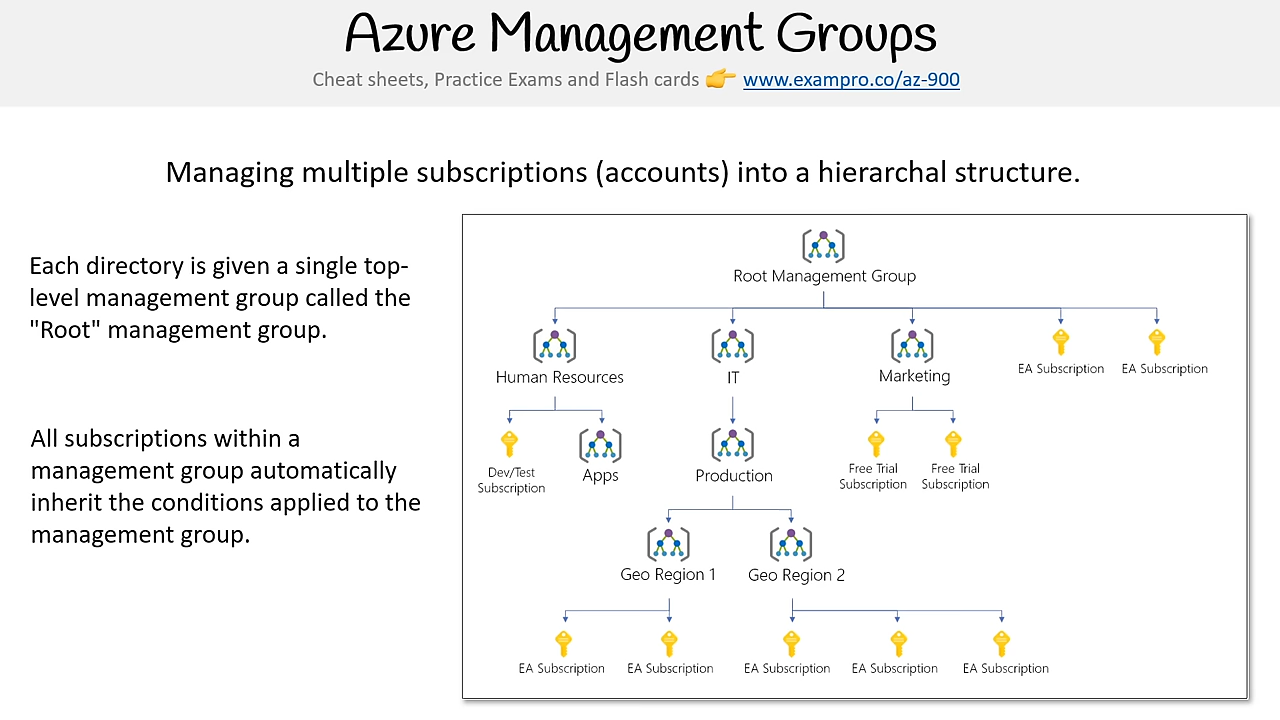 Azure Management Groups
Cheat sheets, Practice Exams and Flash cards 👉 www.exampro.co/az-900
Managing multiple subscriptions (accounts) into a hierarchal structure.
Each directory is given a single top-
level management group called the
"Root" management group.
All subscriptions within a
management group automatically
inherit the conditions applied to the
management group.
Root Management Group
Human Resources
IT
Marketing
EA Subscription
EA Subscription
Dev/Test
Subscription
Apps
Production
Free Trial
Subscription
Free Trial
Subscription
Geo Region 1
Geo Region 2
EA Subscription
EA Subscription
EA Subscription
EA Subscription
EA Subscription